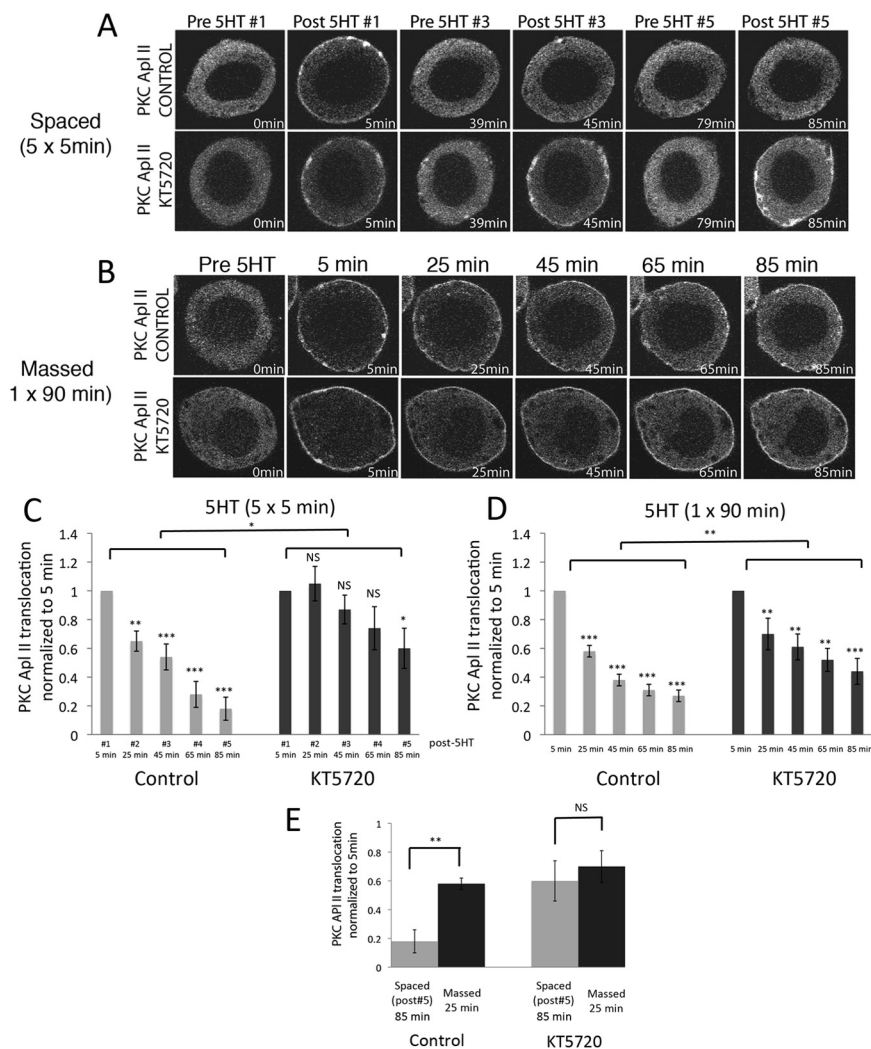 A
Pre 5HT #1 Post 5HT #1 Pre 5HT #3 Post 5HT #3 Pre 5HT #5 Post 5HT #5
Spaced
(5 x 5min)
PKC Apl II
CONTROL
0min 5min 39min 45min 79min 85min
PKC Apl II
KT5720
0min 5min 39min 45min 79min 85min
B
Pre 5HT 5 min 25 min 45 min 65 min 85 min
Massed
1 x 90 min)
PKC Apl II
CONTROL
0min 5min 25min 45min 65min 85min
PKC Apl II
KT5720
0min 5min 25min 45min 65min 85min
C
5HT (5 x 5 min)
*
PKC Apl II translocation
normalized to 5 min
1.4
1.2
1
0.8
0.6
0.4
0.2
0
** *** *** ***
NS NS NS *
#1 #2 #3 #4 #5 #1 #2 #3 #4 #5 post-5HT
5 min 25 min 45 min 65 min 85 min 5 min 25 min 45 min 65 min 85 min
Control KT5720
D
5HT (1 x 90 min)
**
PKC Apl II translocation
normalized to 5 min
1.4
1.2
1
0.8
0.6
0.4
0.2
0
*** *** *** ***
** ** ** ***
5 min 25 min 45 min 65 min 85 min 5 min 25 min 45 min 65 min 85 min
Control KT5720
E
PKC APl II translocation
normalized to 5min
1
0.8
0.6
0.4
0.2
0
** NS
Spaced
(post#5)
85 min
Massed
25 min
Spaced
(post#5)
85 min
Massed
25 min
Control KT5720